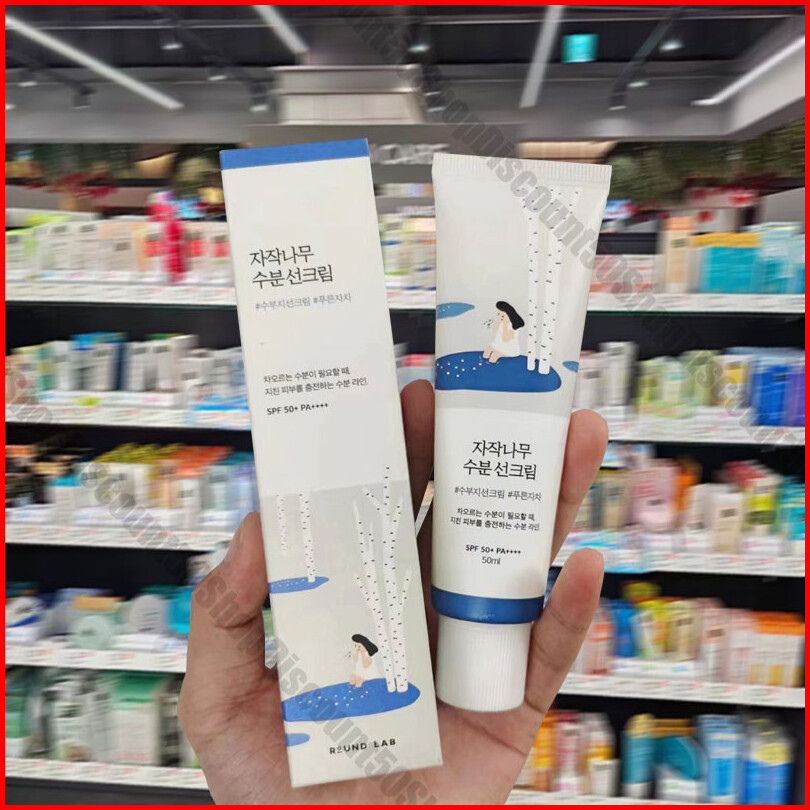 CARE
자작나무
수분 선크림
#수부지선크림 #푸른자차
차오르는 수분이 필요할 때,
지친 피부를 충전하는 수분 라인.
SPF 50+ PA++++
ROUND LAB
자작나무
수분 선크림
#수부지선크림 #푸른자차
차오르는 수분이 필요할 때,
지친 피부를 충전하는 수분 라인.
SPF 50+ PA++++
50ml